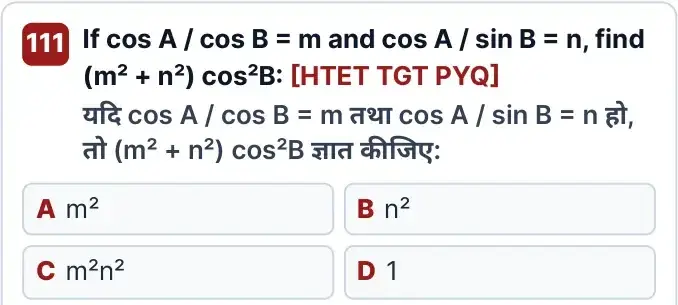 111 If cos A / cos B = m and cos A / sin B = n, find
(m² + n²) cos²B: [HTET TGT PYQ]
यदि cos A / cos B = m तथा cos A / sin B = n हो,
तो (m² + n²) cos²B ज्ञात कीजिए:
A m²
B n²
C m²n²
D 1